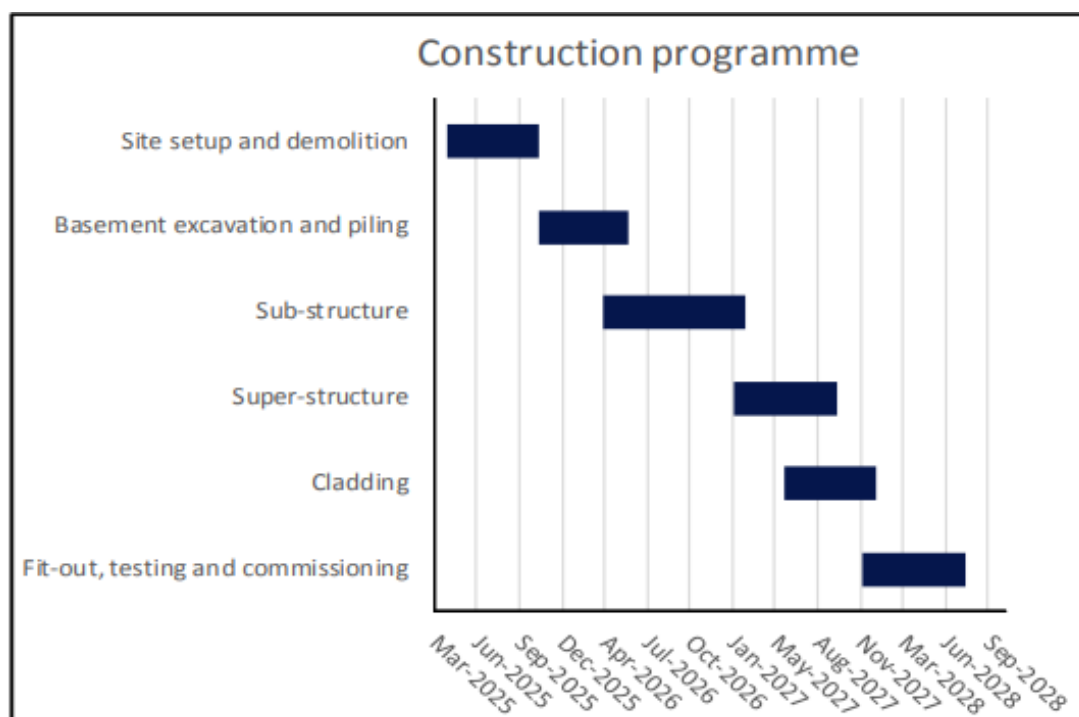 Construction programme
Site setup and demolition
Basement excavation and piling
Sub-structure
Super-structure
Cladding
Fit-out, testing and commissioning
Mar-2025
Jun-2025
Sep-2025
Dec-2025
Apr-2026
Jul-2026
Oct-2026
Jan-2027
May-2027
Aug-2027
Nov-2027
Mar-2028
Jun-2028
Sep-2028